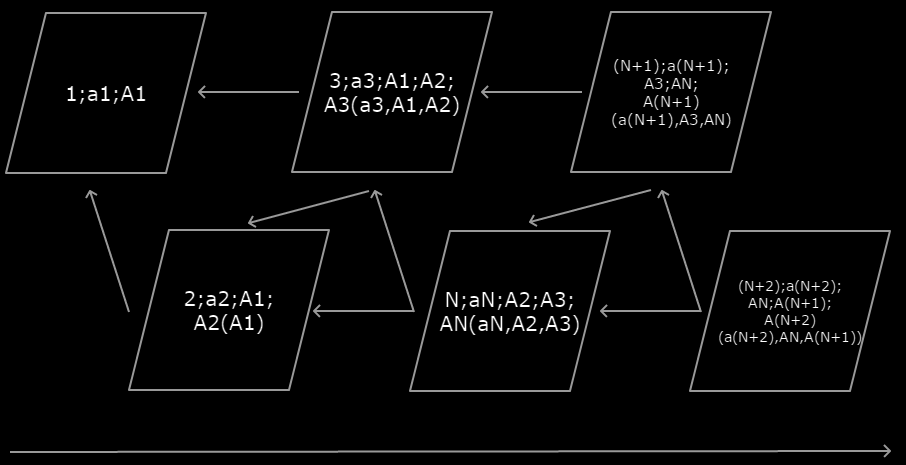 1;a1;A1
3;a3;A1;A2;
A3(a3,A1,A2)
(N+1);a(N+1);
A3;AN;
A(N+1)
(a(N+1),A3,AN)
2;a2;A1;
A2(A1)
N;aN;A2;A3;
AN(aN,A2,A3)
(N+2);a(N+2);
AN;A(N+1);
A(N+2)
(a(N+2),AN,A(N+1))